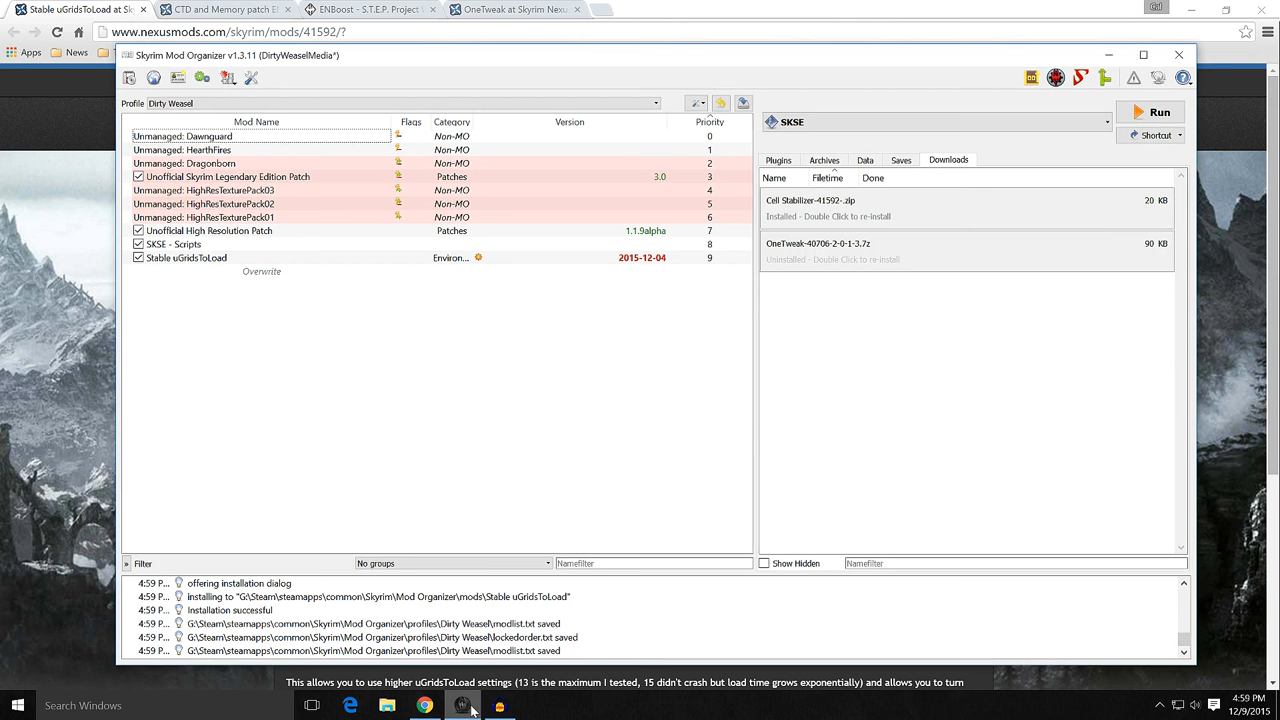 Stable uGridsToLoad at Sk
CTD and Memory patch E
ENBoost - S.T.E.P. Project
OneTweak at Skyrim Nexu
Girl
www.nexusmods.com/skyrim/mods/41592/?
Apps
News
Skyrim Mod Organizer v1.3.11 (DirtyWeaselMedia*)
Profile Dirty Weasel
SKSE
Run
Shortcut
Mod Name Flags Category Version Priority
Plugins Archives Data Saves Downloads
Name Filetime Done
Unmanaged: Dawnguard Non-MO 0
Unmanaged: HearthFires Non-MO 1
Unmanaged: Dragonborn Non-MO 2
Unofficial Skyrim Legendary Edition Patch Patches 3.0 3
Unmanaged: HighResTexturePack03 Non-MO 4
Unmanaged: HighResTexturePack02 Non-MO 5
Unmanaged: HighResTexturePack01 Non-MO 6
Unofficial High Resolution Patch Patches 1.1.9alpha 7
SKSE - Scripts 8
Stable uGridsToLoad Environ... 2015-12-04 9
Overwrite
Cell Stabilizer-41592-.zip 20 KB
Installed - Double Click to re-install
OneTweak-40706-2-0-1-3.7z 90 KB
Uninstalled - Double Click to re-install
» Filter No groups Namefilter
Show Hidden Namefilter
4:59 P... offering installation dialog
4:59 P... installing to "G:\Steam\steamapps\common\Skyrim\Mod Organizer\mods\Stable uGridsToLoad"
4:59 P... Installation successful
4:59 P... G:\Steam\steamapps\common\Skyrim\Mod Organizer\profiles\Dirty Weasel\modlist.txt saved
4:59 P... G:\Steam\steamapps\common\Skyrim\Mod Organizer\profiles\Dirty Weasel\lockedorder.txt saved
4:59 P... G:\Steam\steamapps\common\Skyrim\Mod Organizer\profiles\Dirty Weasel\modlist.txt saved
This allows you to use higher uGridsToLoad settings (13 is the maximum I tested, 15 didn't crash but load time grows exponentially) and allows you to turn
Search Windows
4:59 PM
12/9/2015